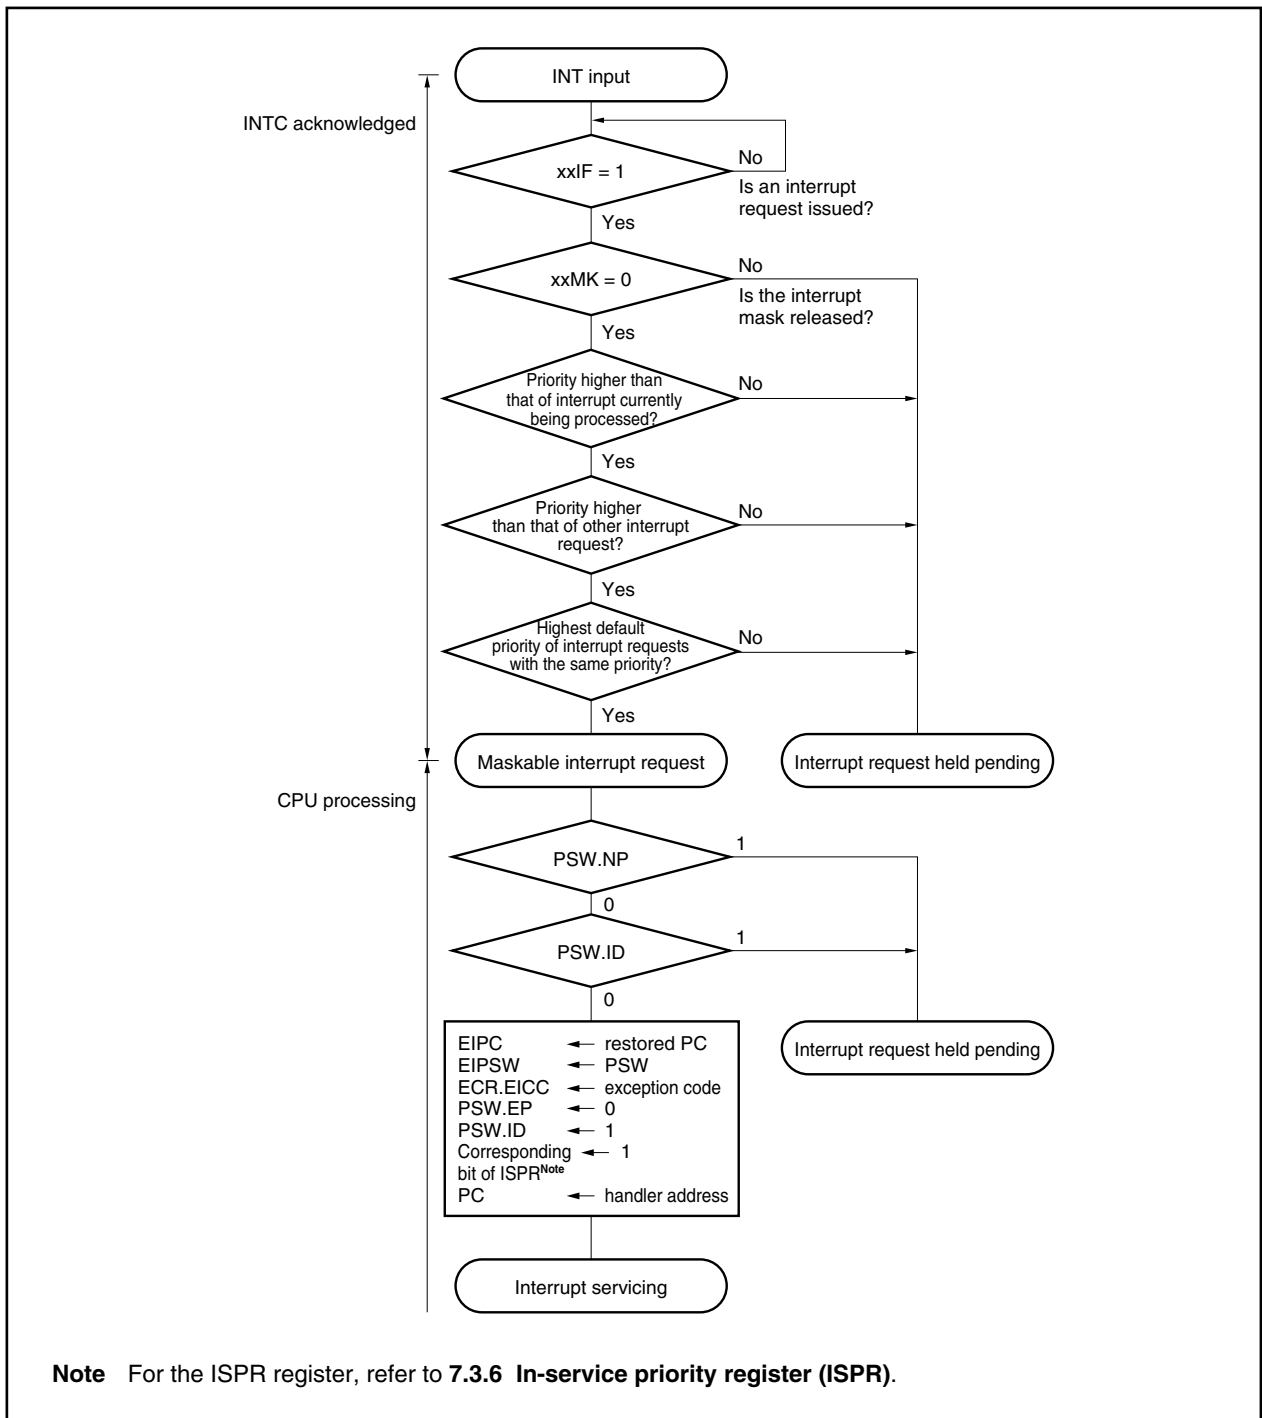 INT input
INTC acknowledged
xxIF = 1
No
Is an interrupt
request issued?
Yes
xxMK = 0
No
Is the interrupt
mask released?
Yes
Priority higher than
that of interrupt currently
being processed?
No
Yes
Priority higher
than that of other interrupt
request?
No
Yes
Highest default
priority of interrupt requests
with the same priority?
No
Yes
Maskable interrupt request
Interrupt request held pending
CPU processing
PSW.NP
1
0
PSW.ID
1
0
Interrupt request held pending
EIPC ← restored PC
EIPSW ← PSW
ECR.EICC ← exception code
PSW.EP ← 0
PSW.ID ← 1
Corresponding ← 1
bit of ISPR Note
PC ← handler address
Interrupt servicing
Note For the ISPR register, refer to 7.3.6 In-service priority register (ISPR).